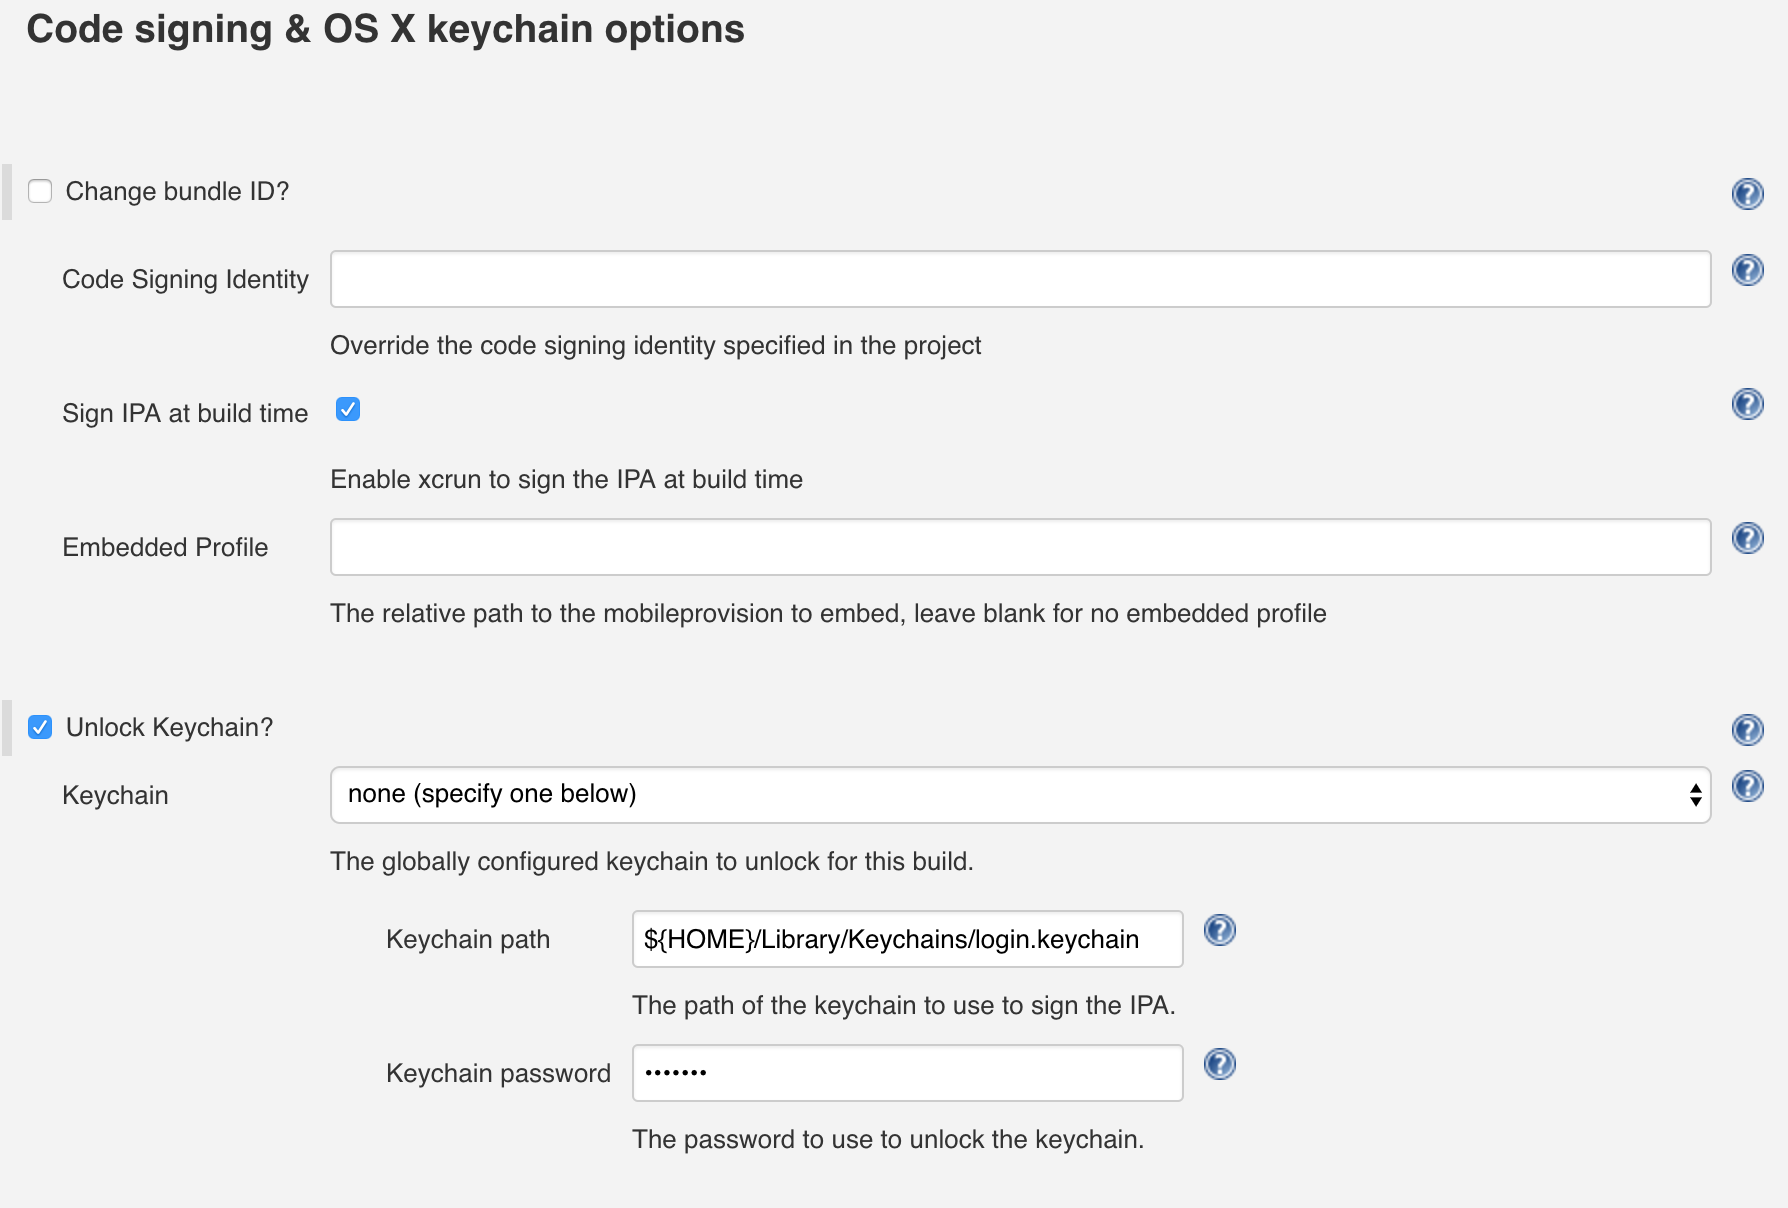 Code signing & OS X keychain options
Change bundle ID?
Code Signing Identity
Override the code signing identity specified in the project
Sign IPA at build time
Enable xcrun to sign the IPA at build time
Embedded Profile
The relative path to the mobileprovision to embed, leave blank for no embedded profile
Unlock Keychain?
Keychain
none (specify one below)
The globally configured keychain to unlock for this build.
Keychain path
${HOME}/Library/Keychains/login.keychain
The path of the keychain to use to sign the IPA.
Keychain password
•••••••
The password to use to unlock the keychain.